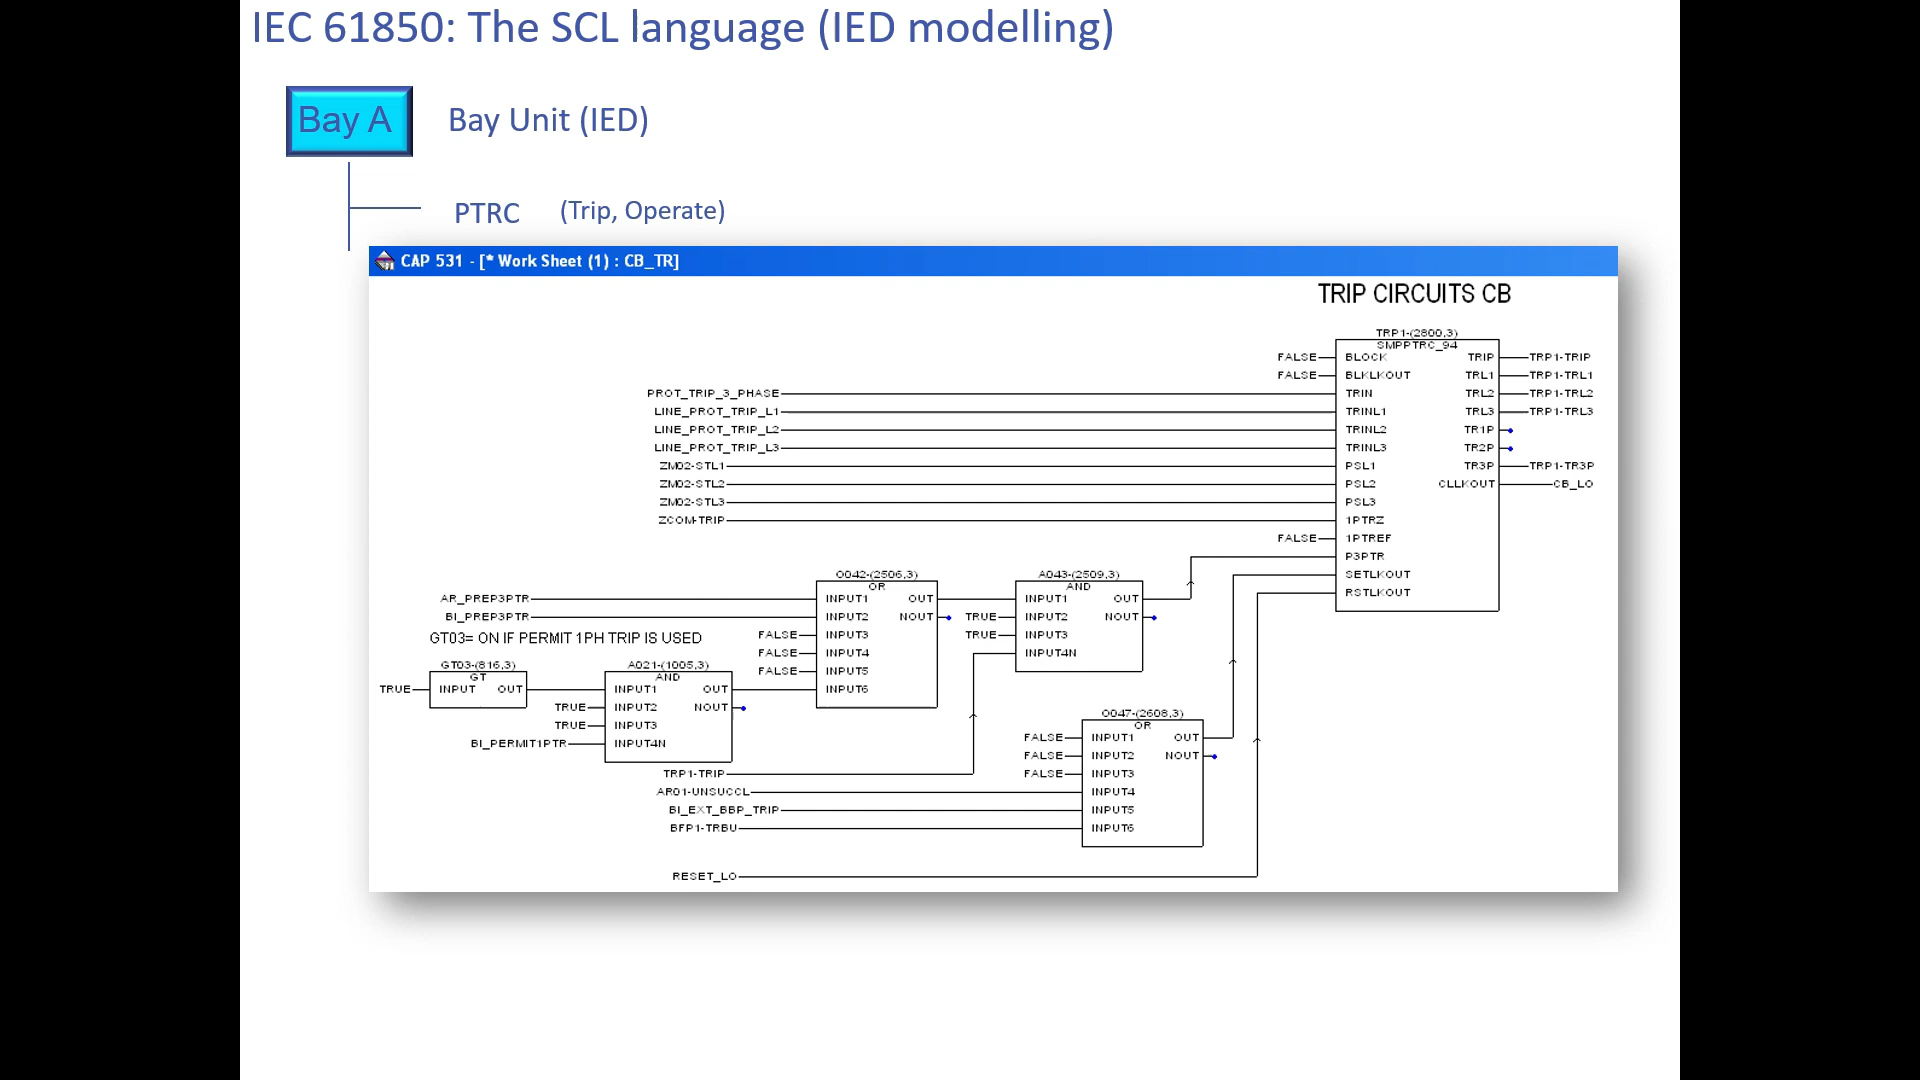 IEC 61850: The SCL language (IED modelling)
Bay A
Bay Unit (IED)
PTRC (Trip, Operate)
CAP 531 - [* Work Sheet (1) : CB_TR]
TRIP CIRCUITS CB
TRP1-(2800,3)
SMPPTRC_94
FALSE BLOCK TRIP TRP1-TRIP
FALSE BLKLKOUT TRL1 TRP1-TRL1
PROT_TRIP_3_PHASE TRIN TRL2 TRP1-TRL2
LINE_PROT_TRIP_L1 TRINL1 TRL3 TRP1-TRL3
LINE_PROT_TRIP_L2 TRINL2 TR1P
LINE_PROT_TRIP_L3 TRINL3 TR2P
ZM02-STL1 PSL1 TR3P TRP1-TR3P
ZM02-STL2 PSL2 CLLKOUT CB_LO
ZM02-STL3 PSL3
ZCOM-TRIP 1PTRZ
FALSE 1PTREF
P3PTR
SETLKOUT
RSTLKOUT
O042-(2506,3)
OR
AR_PREP3PTR INPUT1 OUT
BI_PREP3PTR INPUT2 NOUT
FALSE INPUT3
FALSE INPUT4
FALSE INPUT5
INPUT6
A043-(2509,3)
AND
INPUT1 OUT
TRUE INPUT2 NOUT
TRUE INPUT3
INPUT4N
GT03= ON IF PERMIT 1PH TRIP IS USED
GT03-(816,3)
GT
TRUE INPUT OUT
A021-(1005,3)
AND
INPUT1 OUT
TRUE INPUT2 NOUT
TRUE INPUT3
BI_PERMIT1PTR INPUT4N
O047-(2608,3)
OR
FALSE INPUT1 OUT
FALSE INPUT2 NOUT
TRP1-TRIP
FALSE INPUT3
AR01-UNSUCCL INPUT4
BI_EXT_BBP_TRIP INPUT5
BFP1-TRBU INPUT6
RESET_LO